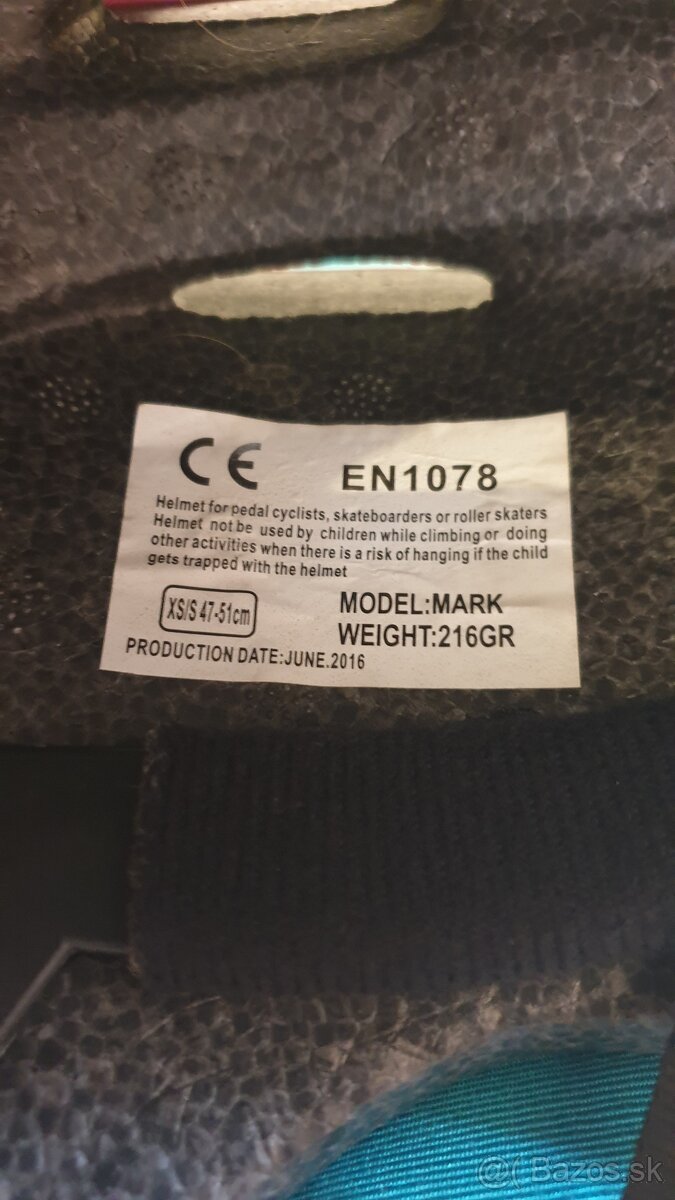 CE EN1078
Helmet for pedal cyclists, skateboarders or roller skaters
Helmet not be used by children while climbing or doing
other activities when there is a risk of hanging if the child
gets trapped with the helmet
XS/S 47-51cm
MODEL:MARK
WEIGHT:216GR
PRODUCTION DATE:JUNE.2016
@( Bazos.sk